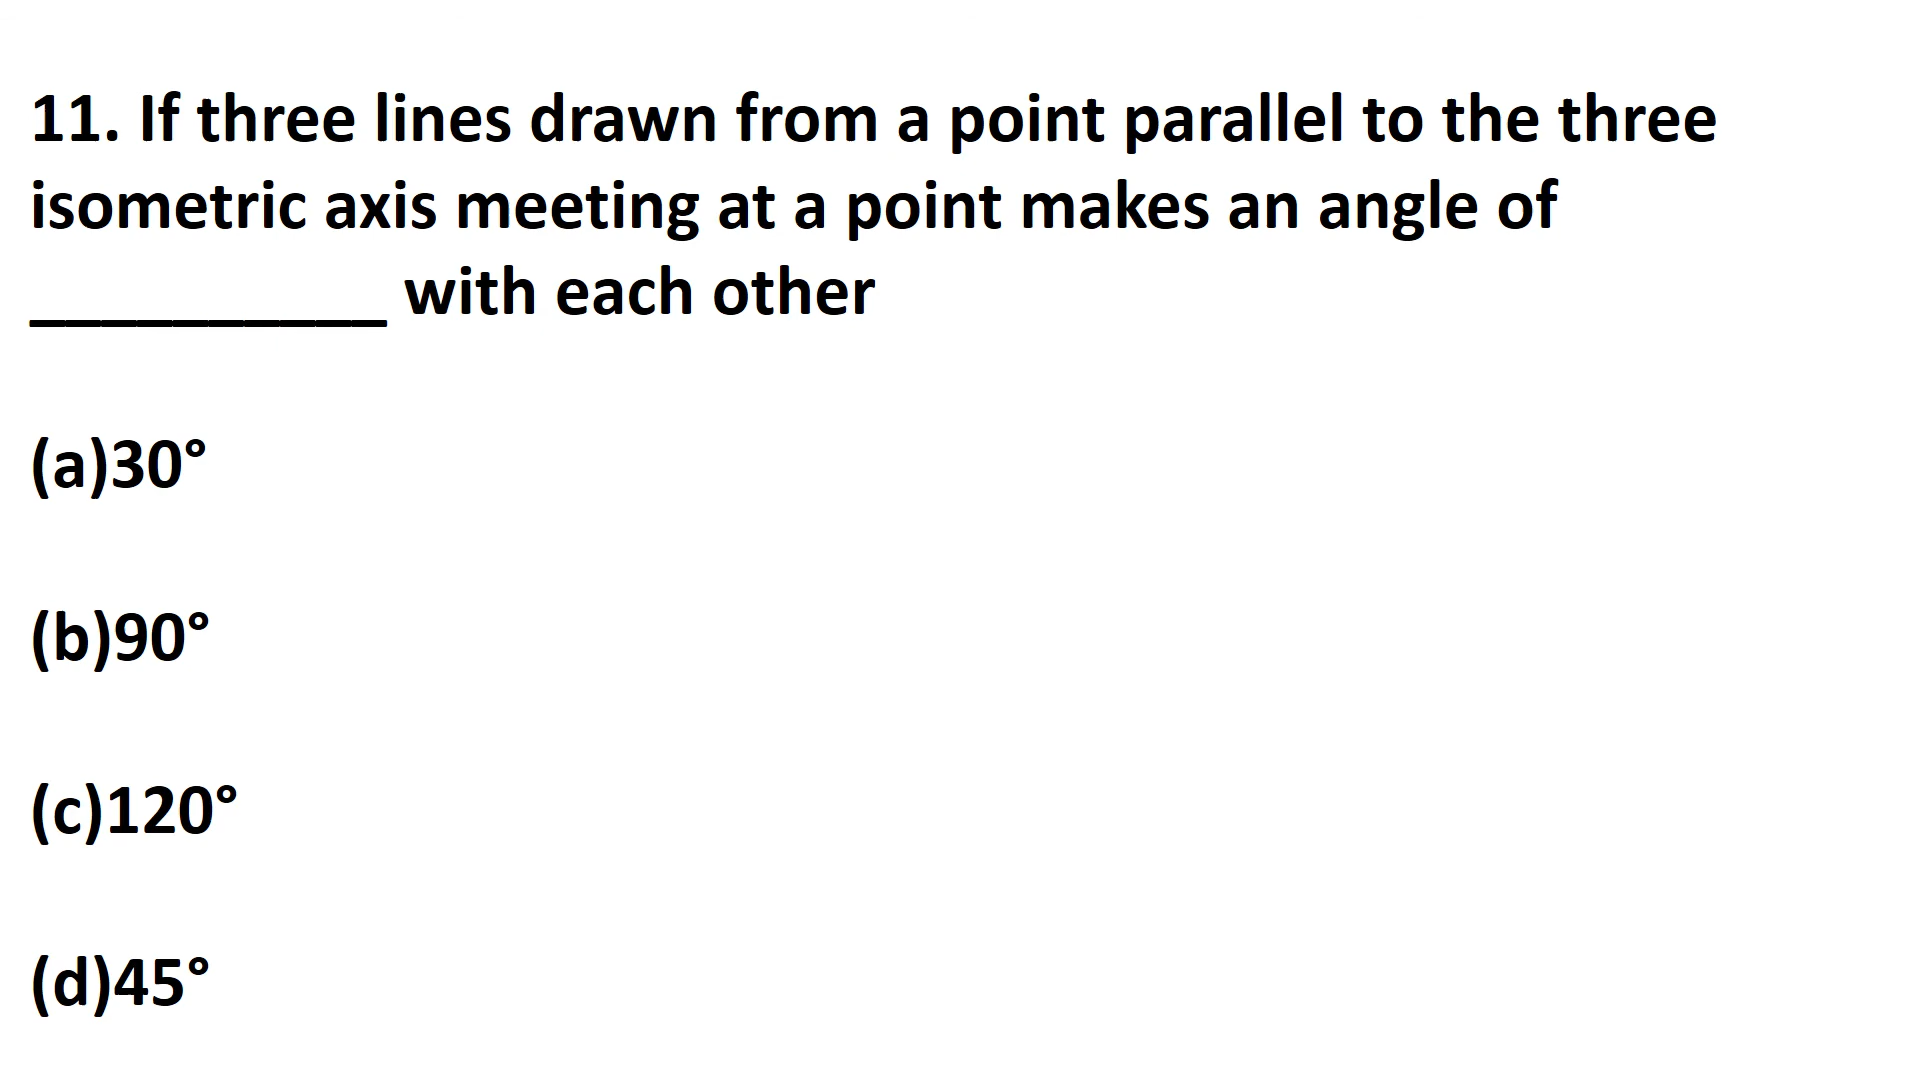 11. If three lines drawn from a point parallel to the three
isometric axis meeting at a point makes an angle of
__________ with each other
(a)30°
(b)90°
(c)120°
(d)45°